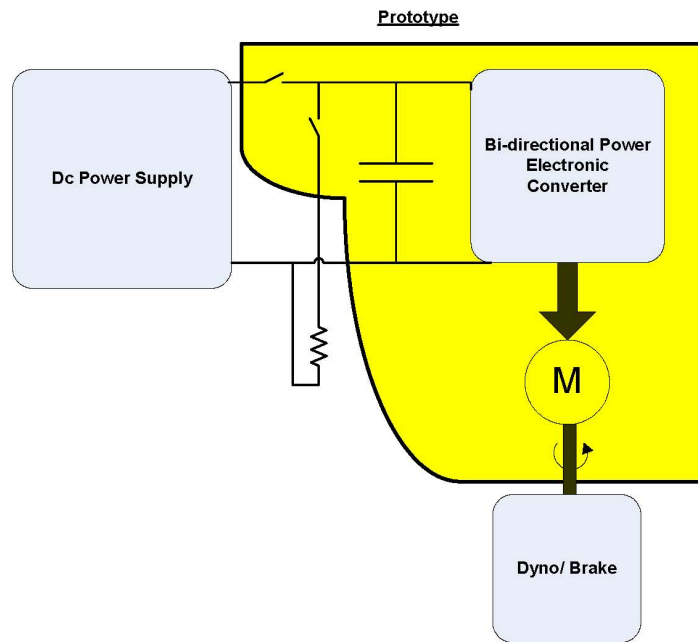 Prototype
Dc Power Supply
Bi-directional Power
Electronic
Converter
M
Dyno/ Brake